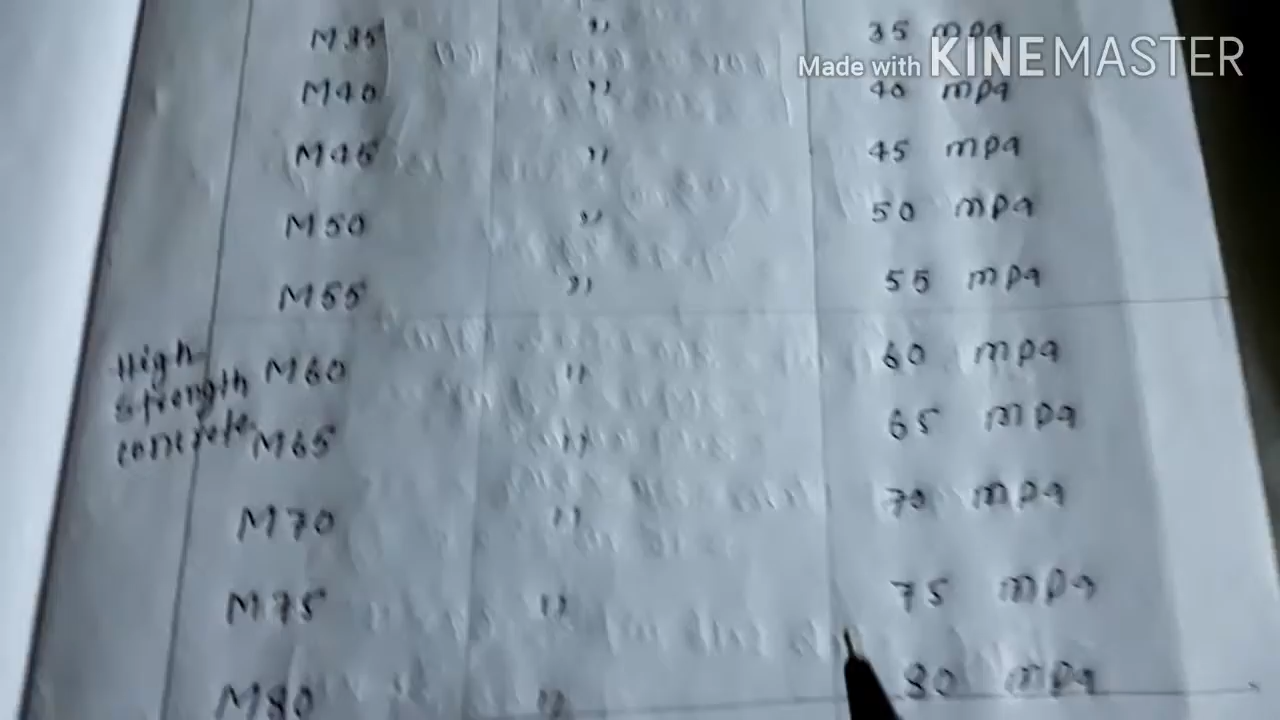 M35 " 35 mpa
Made with KINEMASTER
M40 " 40 mpa
M45 " 45 mpa
M50 " 50 mpa
M55 " 55 mpa
High strength concrete
M60 " 60 mpa
M65 " 65 mpa
M70 " 70 mpa
M75 " 75 mpa
M80 " 80 mpa